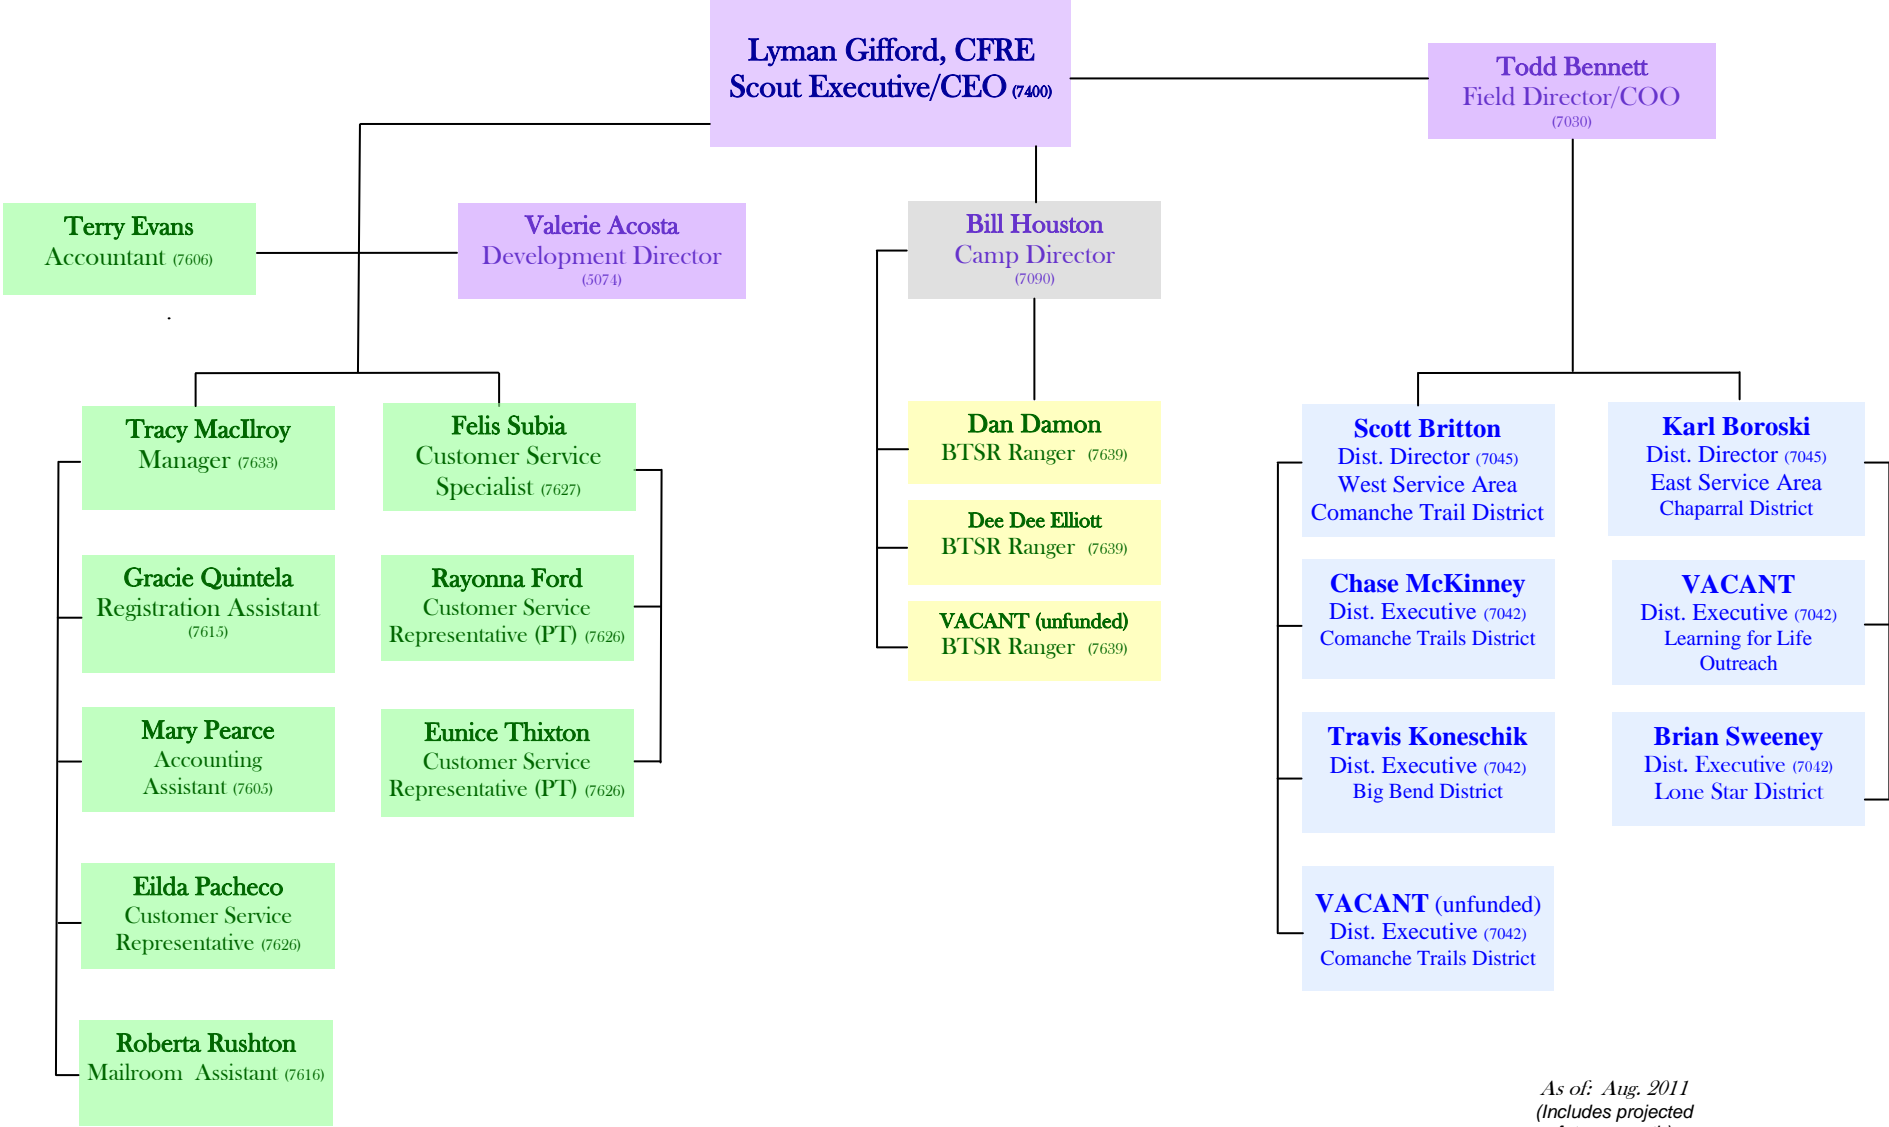 Lyman Gifford, CFRE
Scout Executive/CEO (7400)
Todd Bennett
Field Director/COO
(7030)
Terry Evans
Accountant (7606)
.
Valerie Acosta
Development Director
(5074)
Bill Houston
Camp Director
(7090)
Tracy MacIlroy
Manager (7633)
Gracie Quintela
Registration Assistant
(7615)
Mary Pearce
Accounting
Assistant (7605)
Eilda Pacheco
Customer Service
Representative (7626)
Roberta Rushton
Mailroom Assistant (7616)
Felis Subia
Customer Service
Specialist (7627)
Rayonna Ford
Customer Service
Representative (PT) (7626)
Eunice Thixton
Customer Service
Representative (PT) (7626)
Dan Damon
BTSR Ranger (7639)
Dee Dee Elliott
BTSR Ranger (7639)
VACANT (unfunded)
BTSR Ranger (7639)
Scott Britton
Dist. Director (7045)
West Service Area
Comanche Trail District
Chase McKinney
Dist. Executive (7042)
Comanche Trails District
Travis Koneschik
Dist. Executive (7042)
Big Bend District
VACANT (unfunded)
Dist. Executive (7042)
Comanche Trails District
Karl Boroski
Dist. Director (7045)
East Service Area
Chaparral District
VACANT
Dist. Executive (7042)
Learning for Life
Outreach
Brian Sweeney
Dist. Executive (7042)
Lone Star District
As of: Aug. 2011
(Includes projected